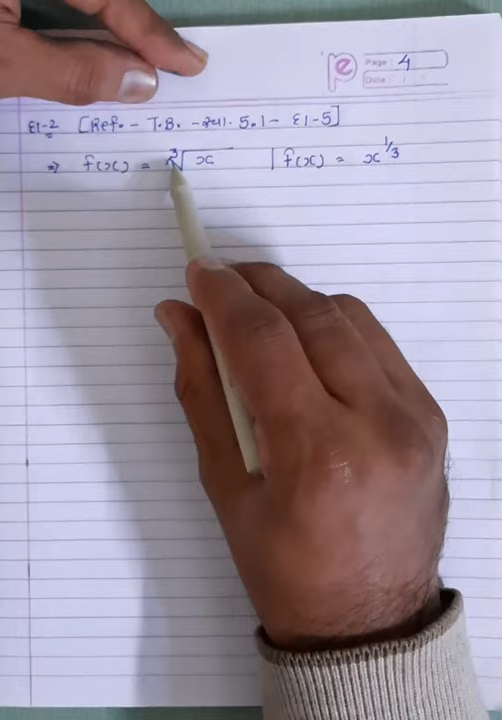 Page: 4
Date: / /
દા-2 [Ref. - T.B. - સ્વા. 5.1 - દા-5]
⇒ f(x) = ∛x | f(x) = x^1/3